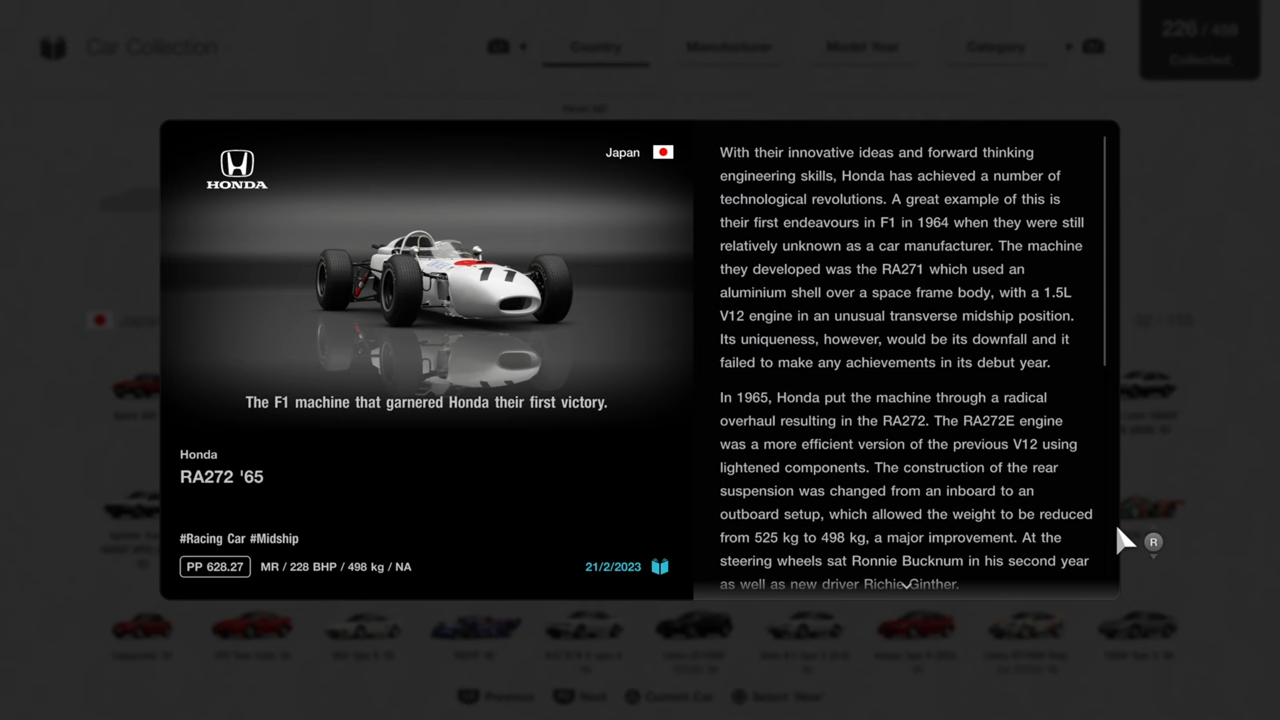 Car Collection
Country
Manufacturer
Model Year
Category
226 / 459
Collected
HONDA
Japan
11
The F1 machine that garnered Honda their first victory.
Honda
RA272 '65
#Racing Car #Midship
PP 628.27
MR / 228 BHP / 498 kg / NA
21/2/2023
With their innovative ideas and forward thinking
engineering skills, Honda has achieved a number of
technological revolutions. A great example of this is
their first endeavours in F1 in 1964 when they were still
relatively unknown as a car manufacturer. The machine
they developed was the RA271 which used an
aluminium shell over a space frame body, with a 1.5L
V12 engine in an unusual transverse midship position.
Its uniqueness, however, would be its downfall and it
failed to make any achievements in its debut year.
In 1965, Honda put the machine through a radical
overhaul resulting in the RA272. The RA272E engine
was a more efficient version of the previous V12 using
lightened components. The construction of the rear
suspension was changed from an inboard to an
outboard setup, which allowed the weight to be reduced
from 525 kg to 498 kg, a major improvement. At the
steering wheels sat Ronnie Bucknum in his second year
as well as new driver Richie Ginther.
R
Previous
Next
Current Car